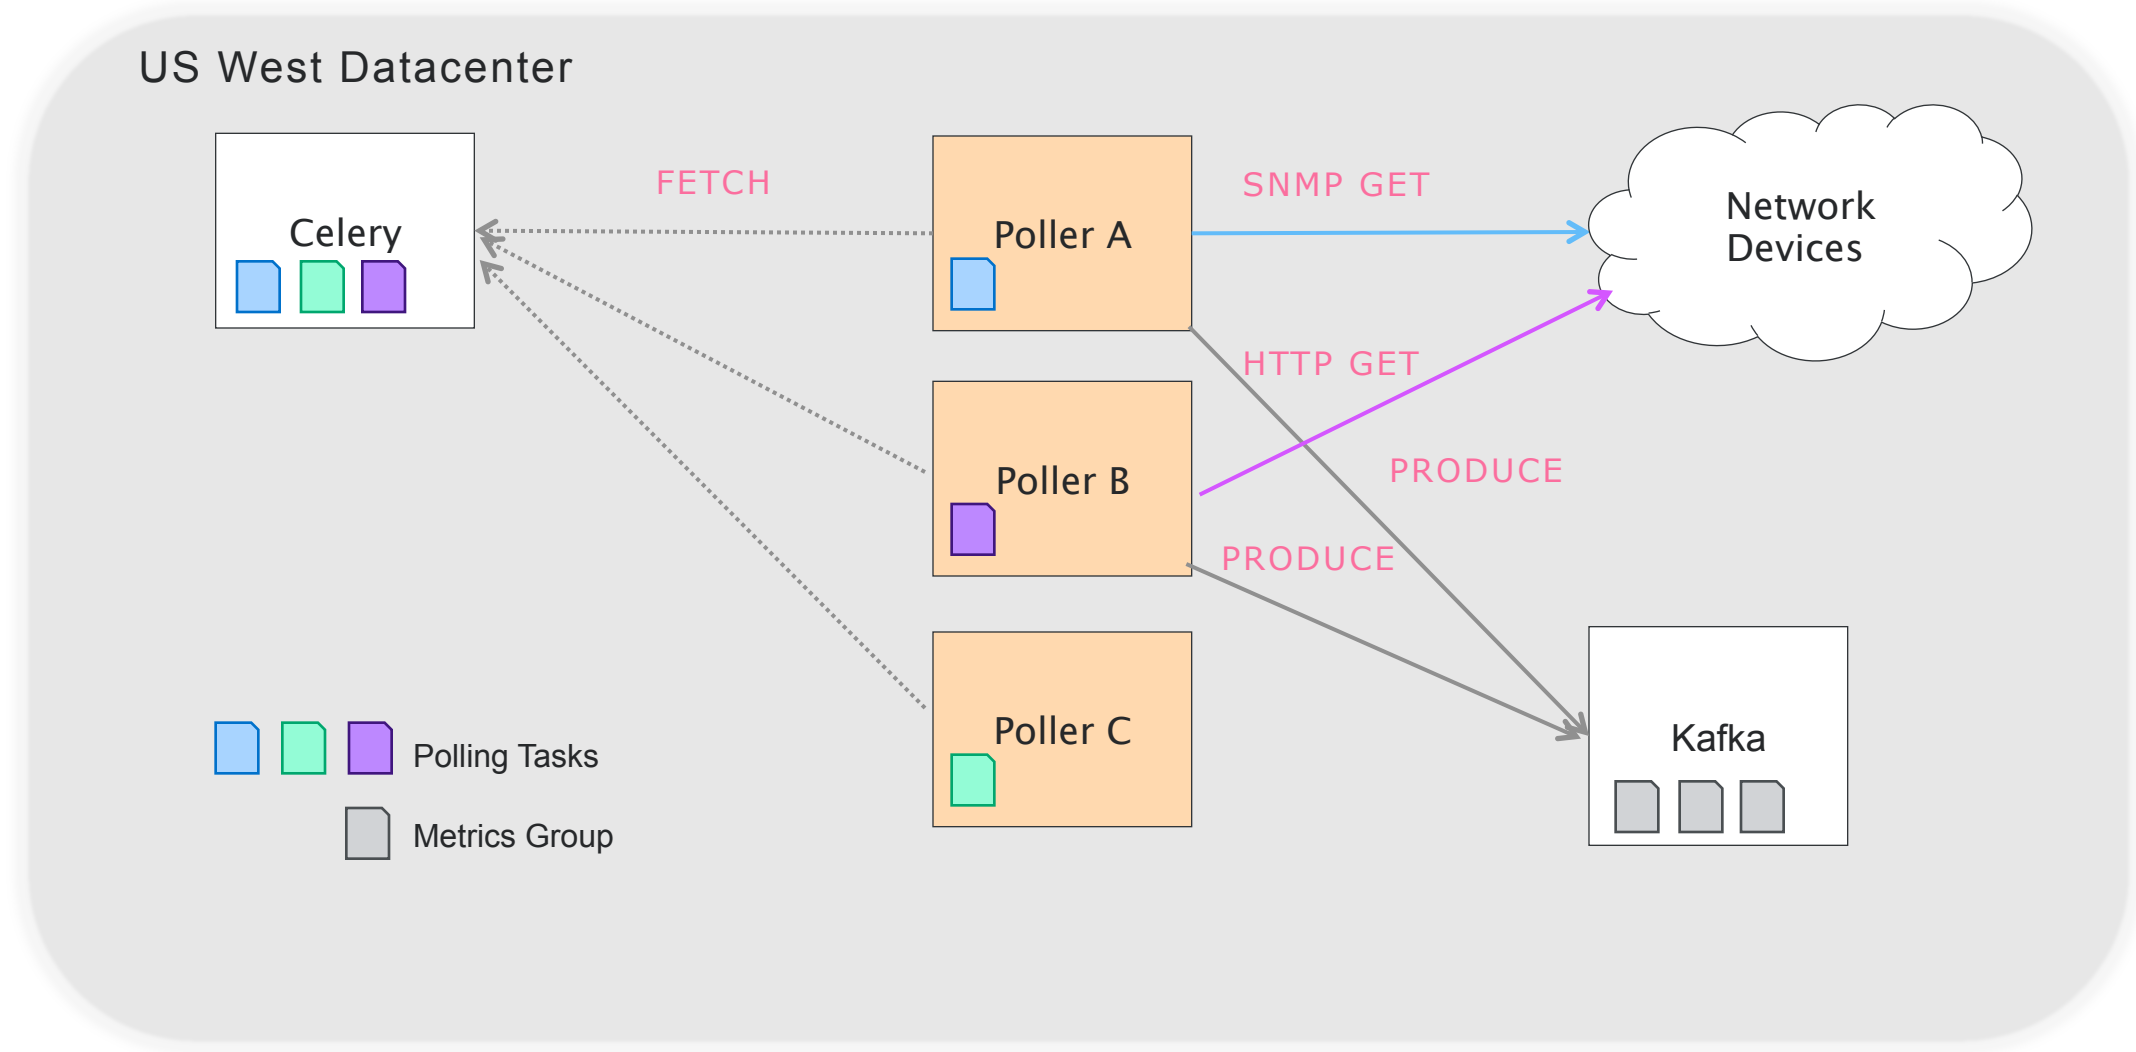 US West Datacenter
Celery
FETCH
Poller A
SNMP GET
Network
Devices
HTTP GET
Poller B
PRODUCE
PRODUCE
Poller C
Kafka
Polling Tasks
Metrics Group